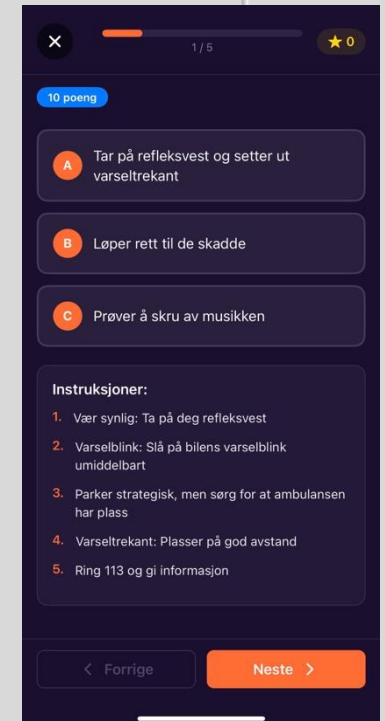 1 / 5
★ 0
10 poeng
A
Tar på refleksvest og setter ut
varseltrekant
B
Løper rett til de skadde
C
Prøver å skru av musikken
Instruksjoner:
1. Vær synlig: Ta på deg refleksvest
2. Varselblink: Slå på bilens varselblink
umiddelbart
3. Parker strategisk, men sørg for at ambulansen
har plass
4. Varseltrekant: Plasser på god avstand
5. Ring 113 og gi informasjon
< Forrige
Neste >